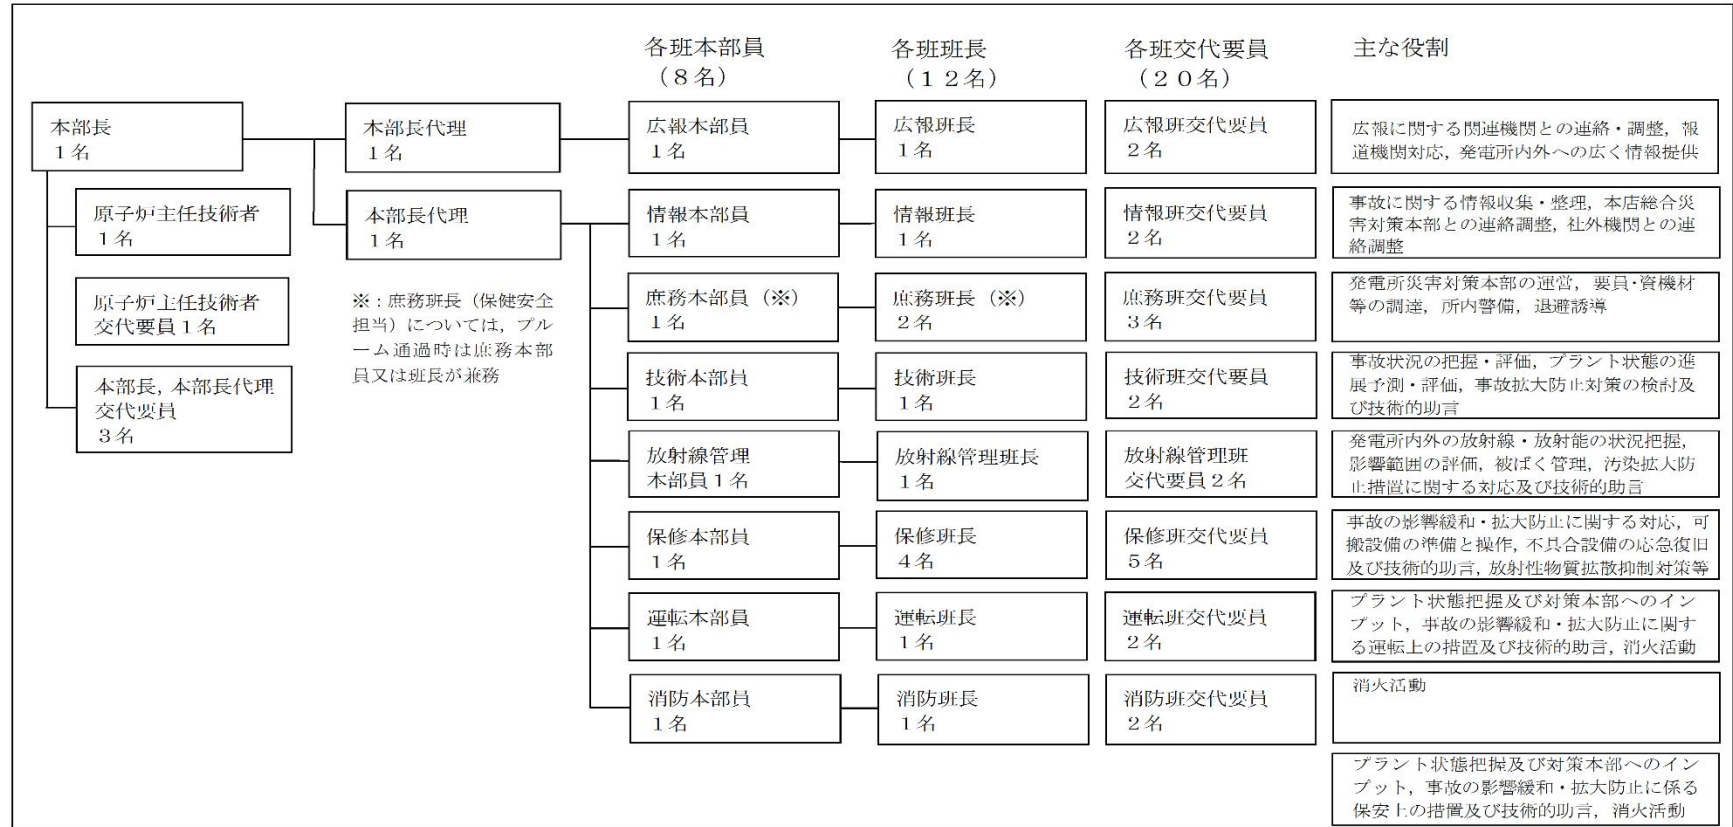 各班本部員
（８名）
各班班長
（１２名）
各班交代要員
（２０名）
主な役割
本部長
１名
本部長代理
１名
広報本部員
１名
広報班長
１名
広報班交代要員
２名
広報に関する関連機関との連絡・調整，報
道機関対応，発電所内外への広く情報提供
原子炉主任技術者
１名
本部長代理
１名
情報本部員
１名
情報班長
１名
情報班交代要員
２名
事故に関する情報収集・整理，本店総合災
害対策本部との連絡調整，社外機関との連
絡調整
原子炉主任技術者
交代要員１名
※：庶務班長（保健安全
担当）については，プル
ーム通過時は庶務本部
員又は班長が兼務
庶務本部員（※）
１名
庶務班長（※）
２名
庶務班交代要員
３名
発電所災害対策本部の運営，要員・資機材
等の調達，所内警備，退避誘導
本部長，本部長代理
交代要員
３名
技術本部員
１名
技術班長
１名
技術班交代要員
２名
事故状況の把握・評価，プラント状態の進
展予測・評価，事故拡大防止対策の検討及
び技術的助言
放射線管理
本部員１名
放射線管理班長
１名
放射線管理班
交代要員２名
発電所内外の放射線・放射能の状況把握，
影響範囲の評価，被ばく管理，汚染拡大防
止措置に関する対応及び技術的助言
保修本部員
１名
保修班長
４名
保修班交代要員
５名
事故の影響緩和・拡大防止に関する対応，可
搬設備の準備と操作，不具合設備の応急復旧
及び技術的助言，放射性物質拡散抑制対策等
運転本部員
１名
運転班長
１名
運転班交代要員
２名
プラント状態把握及び対策本部へのイン
プット，事故の影響緩和・拡大防止に関す
る運転上の措置及び技術的助言，消火活動
消防本部員
１名
消防班長
１名
消防班交代要員
２名
消火活動
プラント状態把握及び対策本部へのイン
プット，事故の影響緩和・拡大防止に係る
保安上の措置及び技術的助言，消火活動